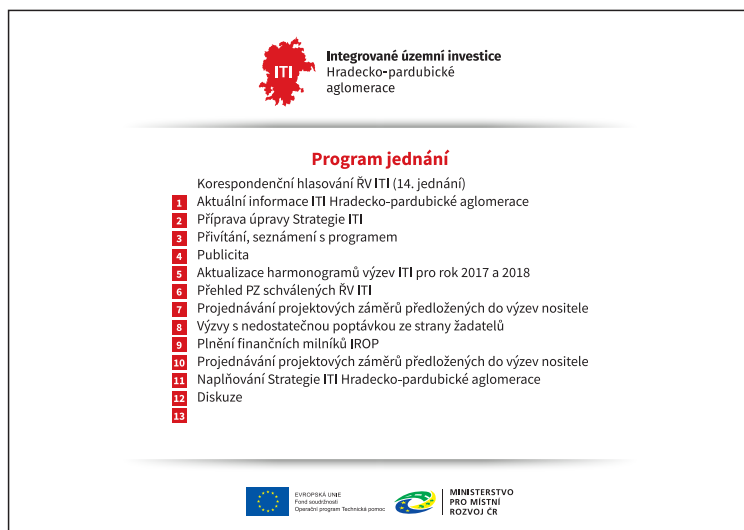 ITI
Integrované územní investice
Hradecko-pardubické
aglomerace
Program jednání
Korespondenční hlasování ŘV ITI (14. jednání)
1 Aktuální informace ITI Hradecko-pardubické aglomerace
2 Příprava úpravy Strategie ITI
3 Přivítání, seznámení s programem
4 Publicita
5 Aktualizace harmonogramů výzev ITI pro rok 2017 a 2018
6 Přehled PZ schválených ŘV ITI
7 Projednávání projektových záměrů předložených do výzev nositele
8 Výzvy s nedostatečnou poptávkou ze strany žadatelů
9 Plnění finančních milníků IROP
10 Projednávání projektových záměrů předložených do výzev nositele
11 Naplňování Strategie ITI Hradecko-pardubické aglomerace
12 Diskuze
13
EVROPSKÁ UNIE
Fond soudržnosti
Operační program Technická pomoc
MINISTERSTVO
PRO MÍSTNÍ
ROZVOJ ČR